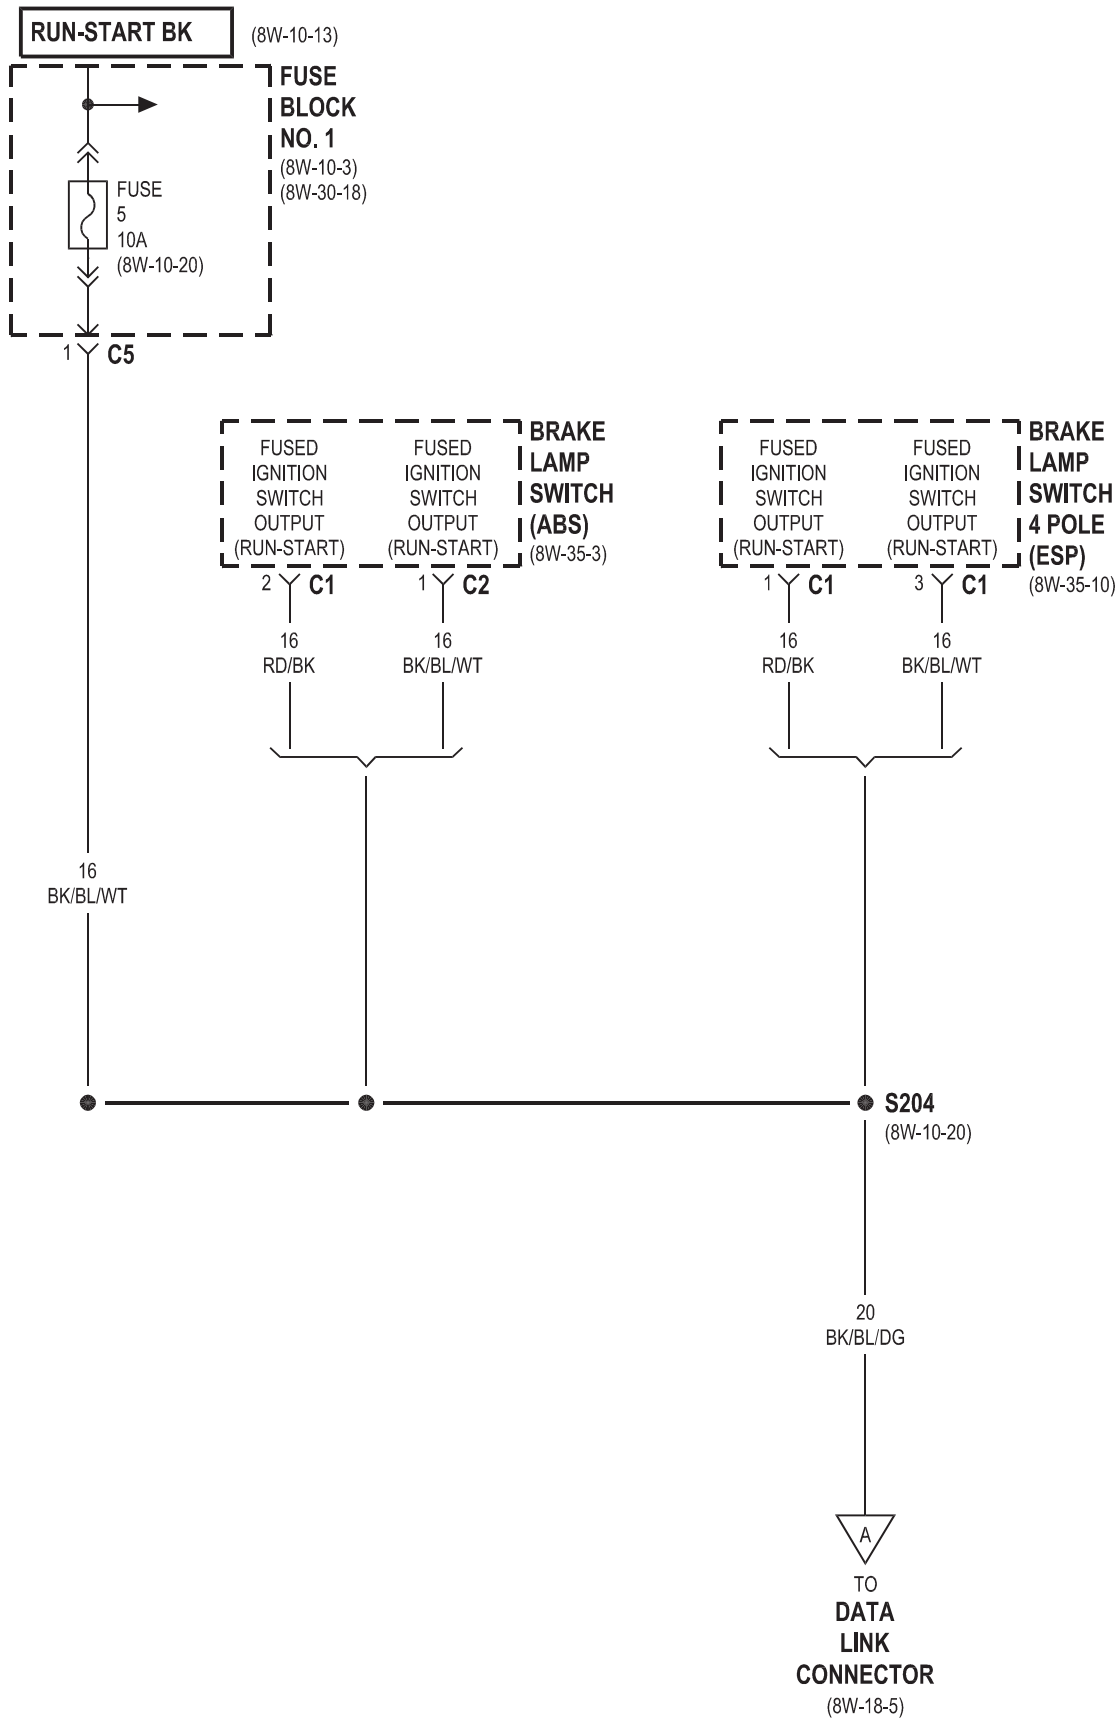 RUN-START BK (8W-10-13)
FUSE
BLOCK
NO. 1
(8W-10-3)
(8W-30-18)
FUSE
5
10A
(8W-10-20)
1 C5
FUSED
IGNITION
SWITCH
OUTPUT
(RUN-START)
FUSED
IGNITION
SWITCH
OUTPUT
(RUN-START)
BRAKE
LAMP
SWITCH
(ABS)
(8W-35-3)
2 C1
1 C2
16
RD/BK
16
BK/BL/WT
FUSED
IGNITION
SWITCH
OUTPUT
(RUN-START)
FUSED
IGNITION
SWITCH
OUTPUT
(RUN-START)
BRAKE
LAMP
SWITCH
4 POLE
(ESP)
(8W-35-10)
1 C1
3 C1
16
RD/BK
16
BK/BL/WT
16
BK/BL/WT
S204
(8W-10-20)
20
BK/BL/DG
A
TO
DATA
LINK
CONNECTOR
(8W-18-5)